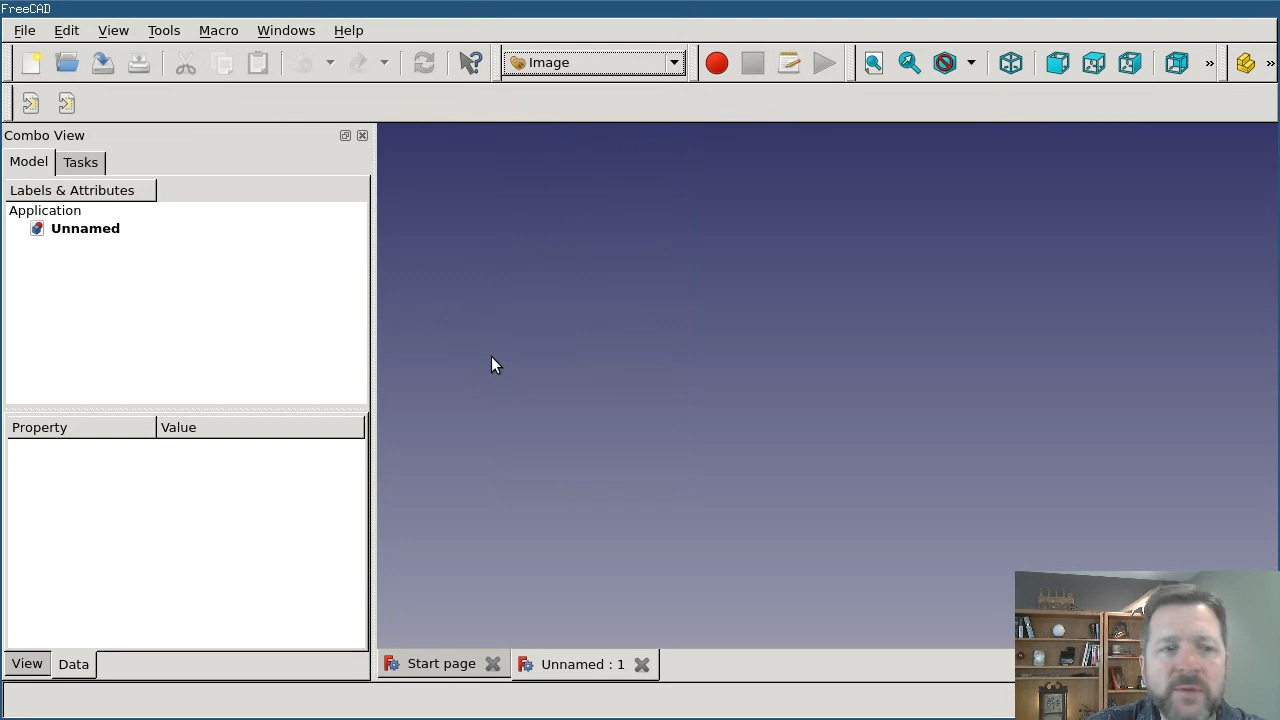 FreeCAD
File Edit View Tools Macro Windows Help
Image
Combo View
Model Tasks
Labels & Attributes
Application
Unnamed
Property Value
View Data
Start page Unnamed : 1